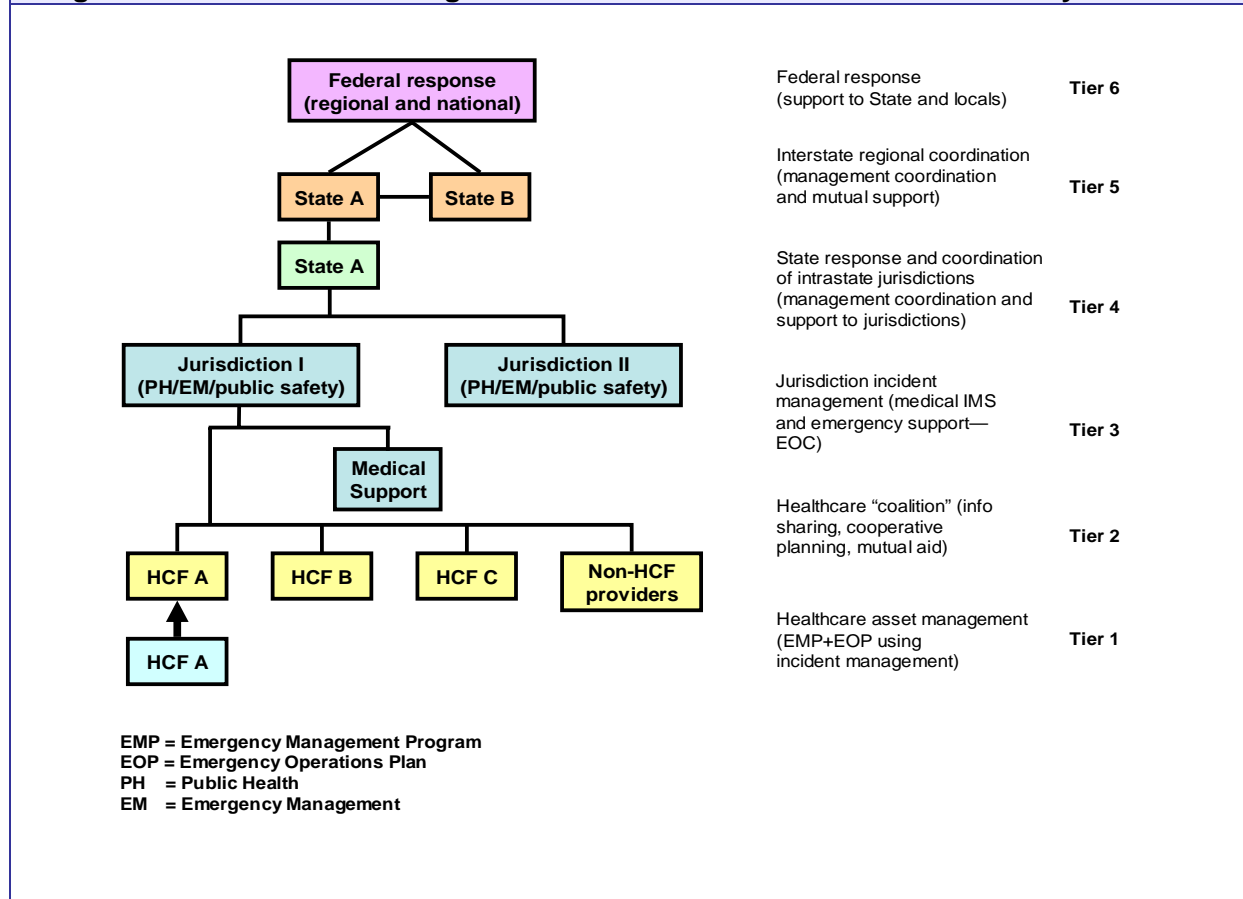 Federal response
(regional and national)
Federal response
(support to State and locals)
Tier 6
State A
State B
Interstate regional coordination
(management coordination
and mutual support)
Tier 5
State A
State response and coordination
of intrastate jurisdictions
(management coordination and
support to jurisdictions)
Tier 4
Jurisdiction I
(PH/EM/public safety)
Jurisdiction II
(PH/EM/public safety)
Jurisdiction incident
management (medical IMS
and emergency support—
EOC)
Tier 3
Medical
Support
HCF A
HCF B
HCF C
Non-HCF
providers
Healthcare “coalition” (info
sharing, cooperative
planning, mutual aid)
Tier 2
HCF A
Healthcare asset management
(EMP+EOP using
incident management)
Tier 1
EMP = Emergency Management Program
EOP = Emergency Operations Plan
PH = Public Health
EM = Emergency Management